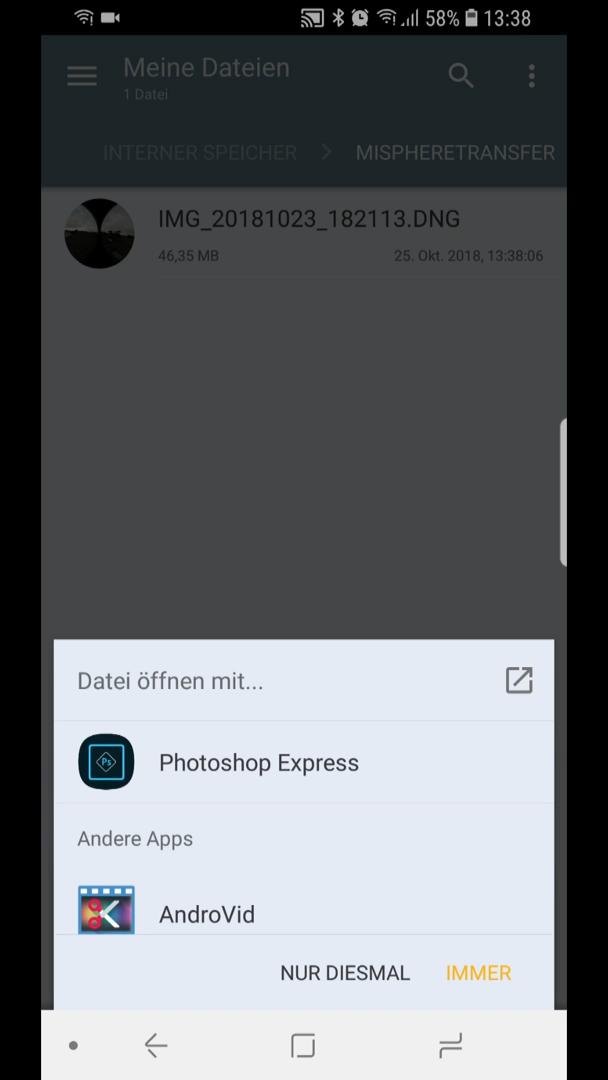 58% 13:38
Meine Dateien
1 Datei
INTERNER SPEICHER > MISPHERETRANSFER
IMG_20181023_182113.DNG
46,35 MB 25. Okt. 2018, 13:38:06
Datei öffnen mit...
Ps Photoshop Express
Andere Apps
AndroVid
NUR DIESMAL IMMER